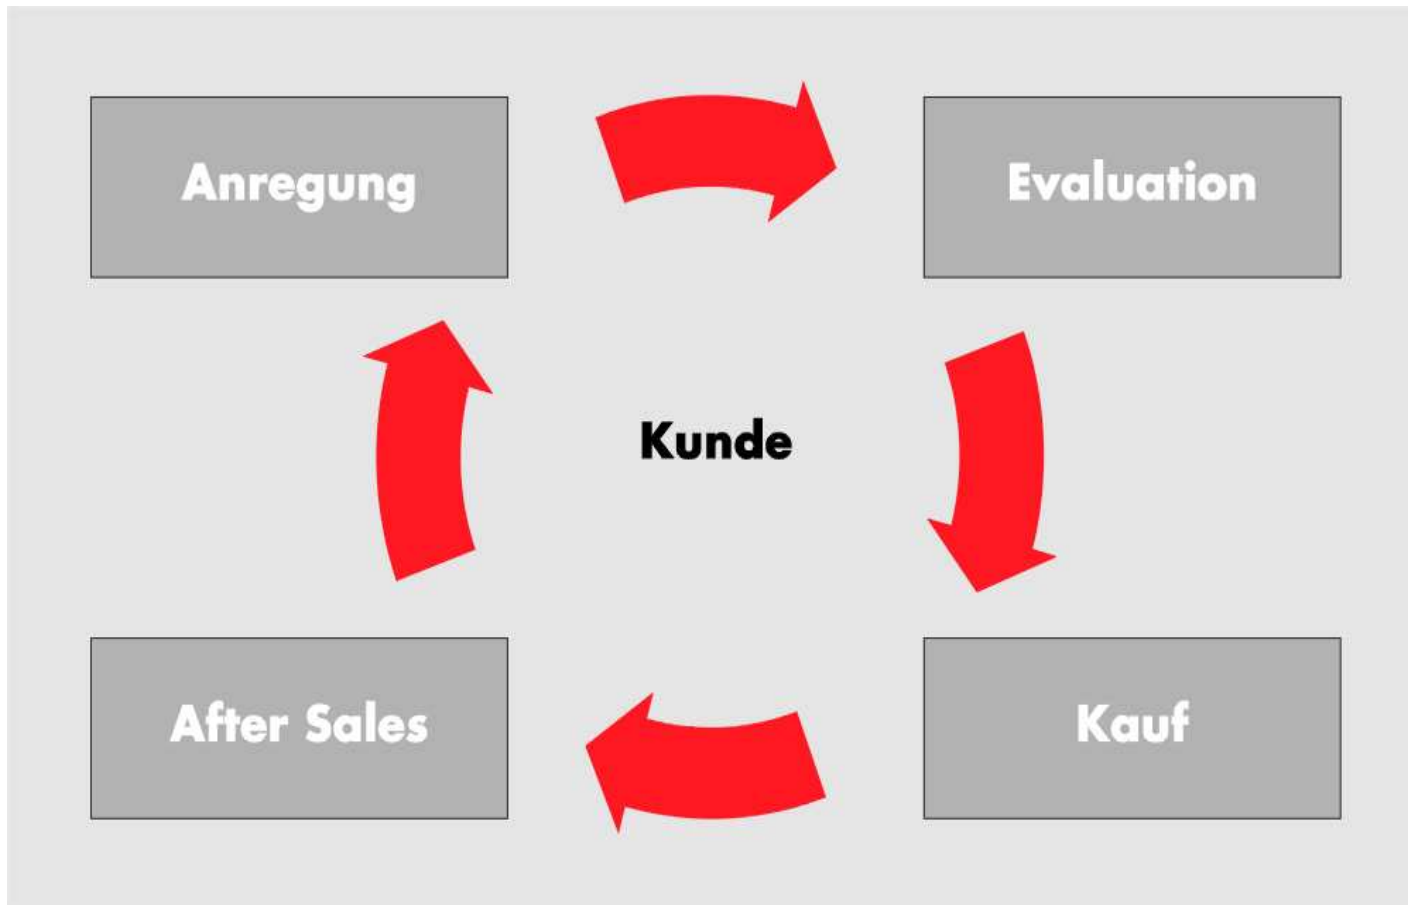 Anregung
Evaluation
Kunde
After Sales
Kauf